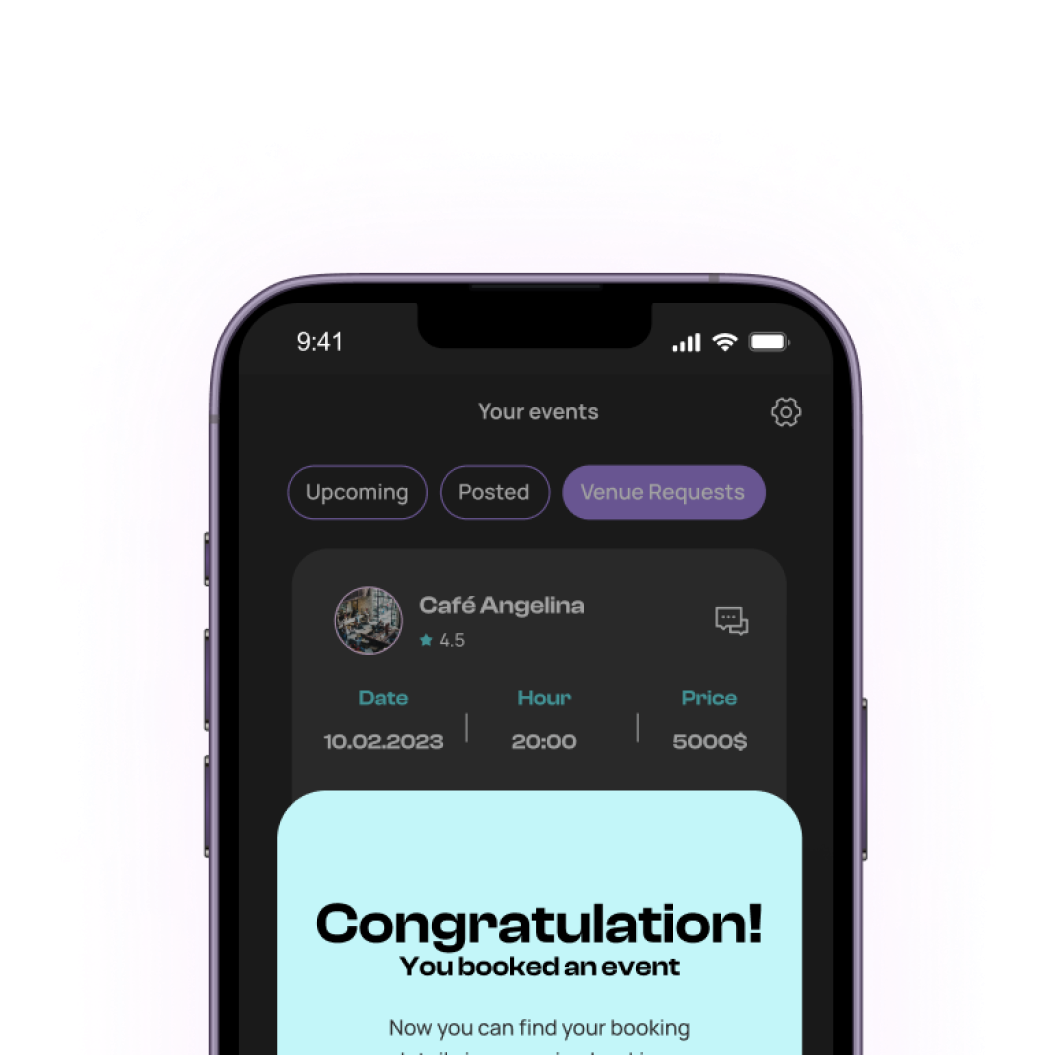 9:41
Your events
Upcoming Posted Venue Requests
Café Angelina
4.5
Date Hour Price
10.02.2023 20:00 5000$
Congratulation!
You booked an event
Now you can find your booking